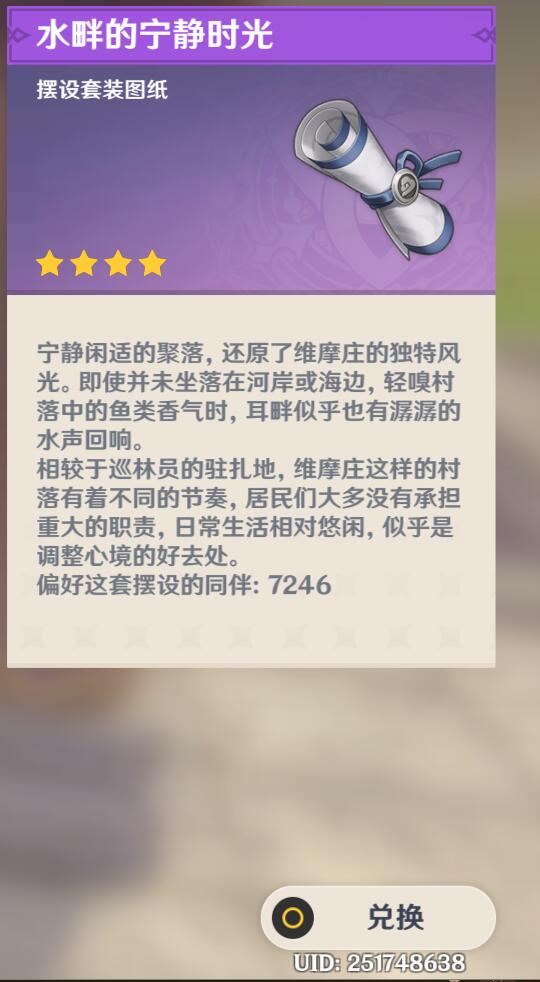 水畔的宁静时光
摆设套装图纸
宁静闲适的聚落，还原了维摩庄的独特风
光。即使并未坐落在河岸或海边，轻嗅村
落中的鱼类香气时，耳畔似乎也有潺潺的
水声回响。
相较于巡林员的驻扎地，维摩庄这样的村
落有着不同的节奏，居民们大多没有承担
重大的职责，日常生活相对悠闲，似乎是
调整心境的好去处。
偏好这套摆设的同伴: 7246
兑换
UID: 251748638